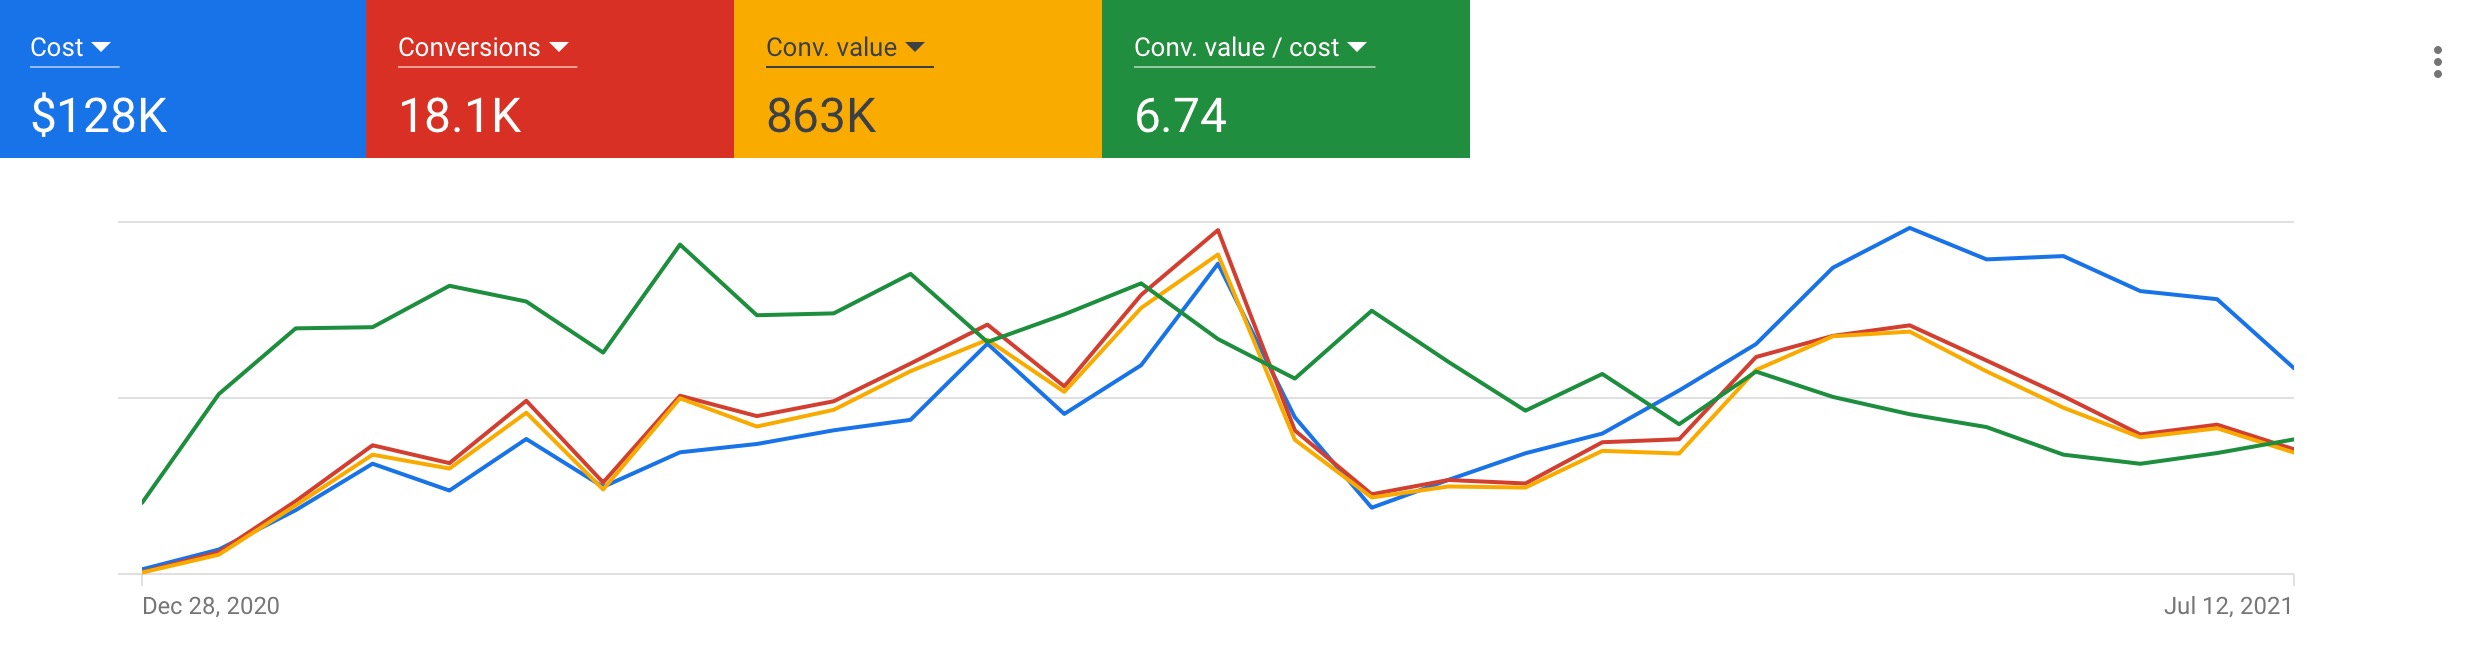 Cost
Conversions
Conv. value
Conv. value / cost
$128K
18.1K
863K
6.74
Dec 28, 2020
Jul 12, 2021